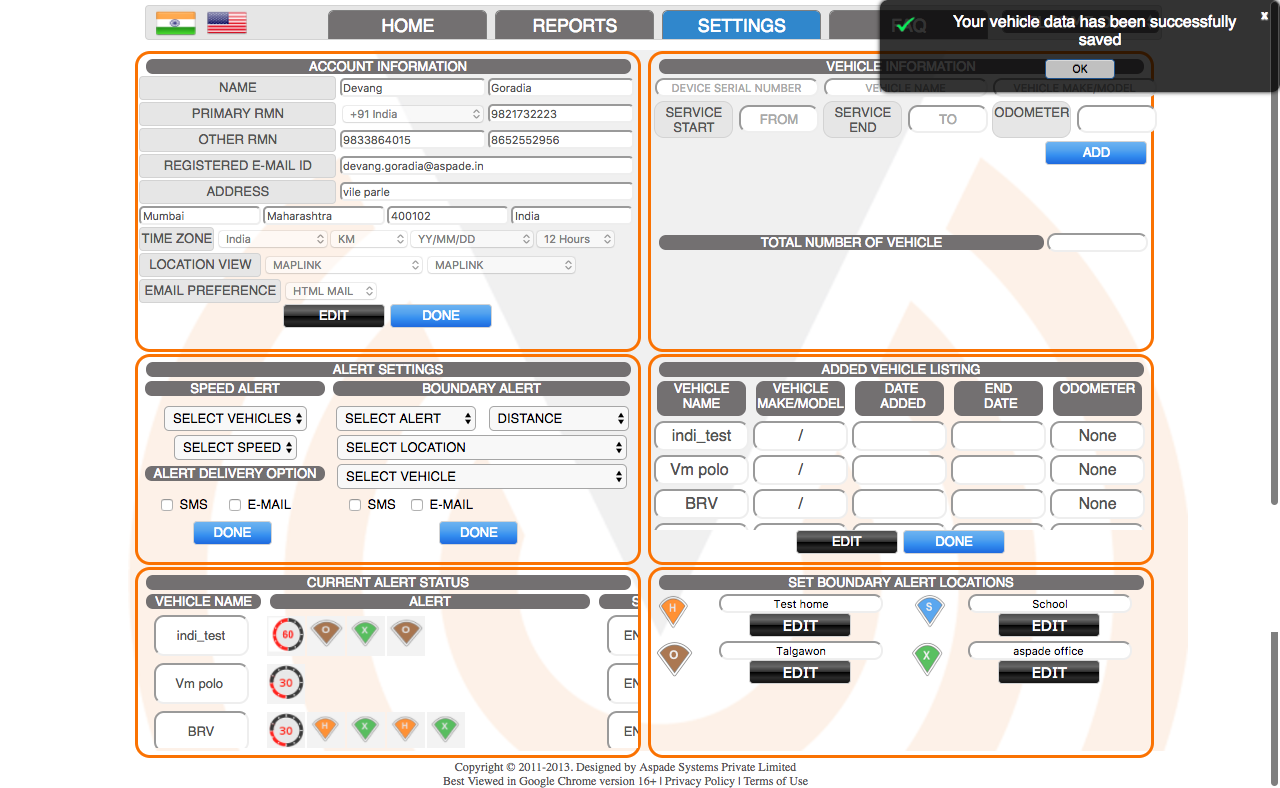 HOME
REPORTS
SETTINGS
FAQ
Your vehicle data has been successfully
saved
x
OK
ACCOUNT INFORMATION
NAME
Devang
Goradia
PRIMARY RMN
+91 India
9821732223
OTHER RMN
9833864015
8652552956
REGISTERED E-MAIL ID
devang.goradia@aspade.in
ADDRESS
vile parle
Mumbai
Maharashtra
400102
India
TIME ZONE
India
KM
YY/MM/DD
12 Hours
LOCATION VIEW
MAPLINK
MAPLINK
EMAIL PREFERENCE
HTML MAIL
EDIT
DONE
VEHICLE INFORMATION
DEVICE SERIAL NUMBER
VEHICLE NAME
VEHICLE MAKE/MODEL
SERVICE
START
FROM
SERVICE
END
TO
ODOMETER
ADD
TOTAL NUMBER OF VEHICLE
ALERT SETTINGS
SPEED ALERT
SELECT VEHICLES
SELECT SPEED
ALERT DELIVERY OPTION
SMS
E-MAIL
DONE
BOUNDARY ALERT
SELECT ALERT
DISTANCE
SELECT LOCATION
SELECT VEHICLE
SMS
E-MAIL
DONE
ADDED VEHICLE LISTING
VEHICLE
NAME
VEHICLE
MAKE/MODEL
DATE
ADDED
END
DATE
ODOMETER
indi_test
/
None
Vm polo
/
None
BRV
/
None
EDIT
DONE
CURRENT ALERT STATUS
VEHICLE NAME
ALERT
S
indi_test
60
O
X
O
EN
Vm polo
30
EN
BRV
30
H
X
H
X
EN
SET BOUNDARY ALERT LOCATIONS
H
Test home
EDIT
S
School
EDIT
O
Talgawon
EDIT
X
aspade office
EDIT
Copyright © 2011-2013. Designed by Aspade Systems Private Limited
Best Viewed in Google Chrome version 16+ | Privacy Policy | Terms of Use